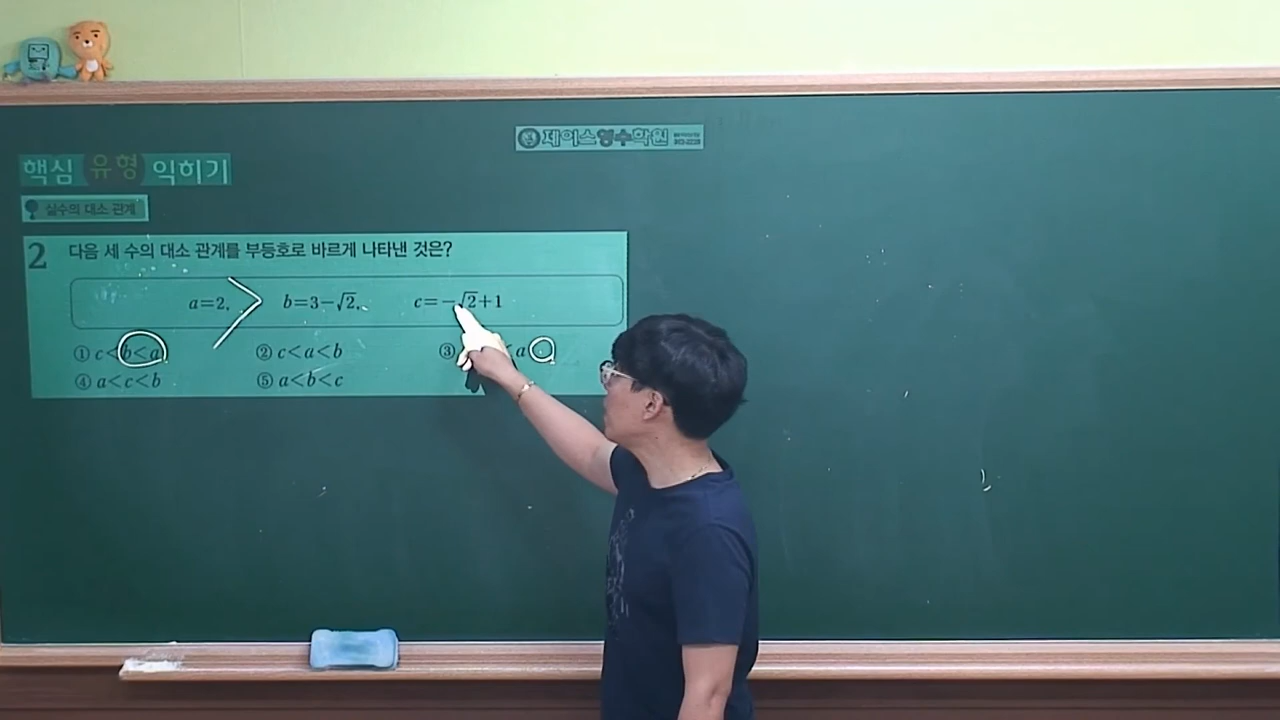 제이스영수학원
핵심 유형 익히기
실수의 대소 관계
2 다음 세 수의 대소 관계를 부등호로 바르게 나타낸 것은?
a=2, > b=3-√2, c=-√2+1
① c<b<a ② c<a<b ③ <a
④ a<c<b ⑤ a<b<c